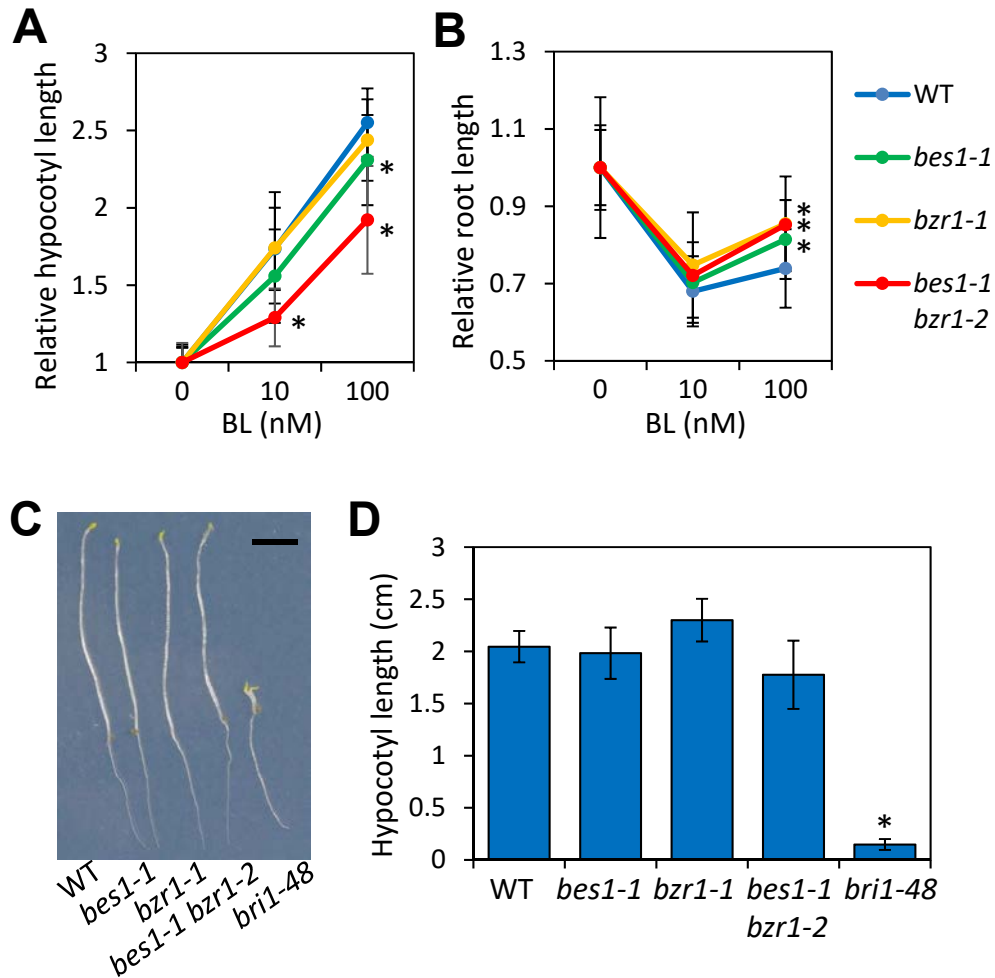 A
Relative hypocotyl length
3
2.5
2
1.5
1
0
10
100
BL (nM)
*
*
*
B
Relative root length
1.3
1.1
0.9
0.7
0.5
0
10
100
BL (nM)
*
*
*
WT
bes1-1
bzr1-1
bes1-1
bzr1-2
C
WT
bes1-1
bzr1-1
bes1-1 bzr1-2
bri1-48
D
Hypocotyl length (cm)
3
2.5
2
1.5
1
0.5
0
*
WT
bes1-1
bzr1-1
bes1-1
bzr1-2
bri1-48